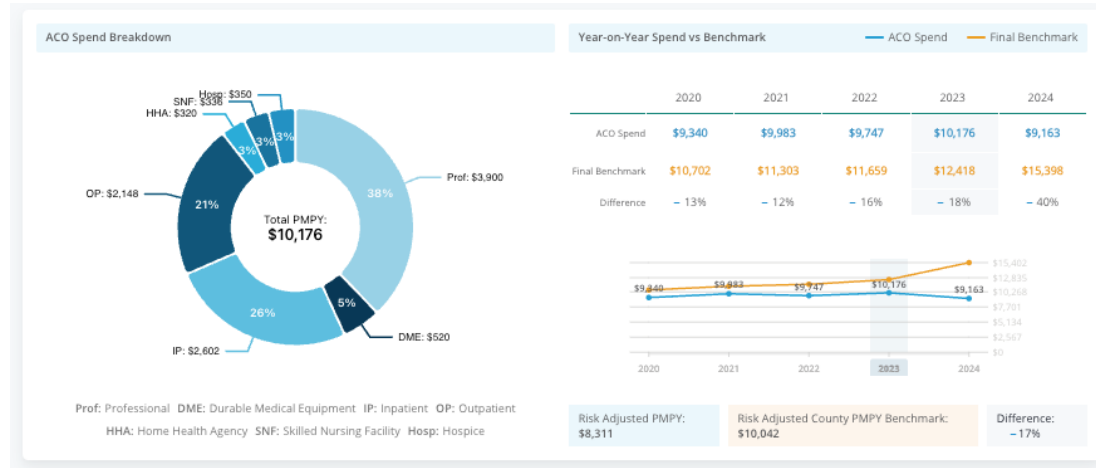 ACO Spend Breakdown
Hosp: $350
SNF: $336
HHA: $320
3%
3%
3%
38%
Prof: $3,900
OP: $2,148
21%
Total PMPY:
$10,176
5%
26%
DME: $520
IP: $2,602
Prof: Professional DME: Durable Medical Equipment IP: Inpatient OP: Outpatient
HHA: Home Health Agency SNF: Skilled Nursing Facility Hosp: Hospice
Year-on-Year Spend vs Benchmark ACO Spend Final Benchmark
2020 2021 2022 2023 2024
ACO Spend $9,340 $9,983 $9,747 $10,176 $9,163
Final Benchmark $10,702 $11,303 $11,659 $12,418 $15,398
Difference – 13% – 12% – 16% – 18% – 40%
$15,402
$12,835
$10,268
$7,701
$5,134
$2,567
$0
$9,340 $9,983 $9,747 $10,176 $9,163
2020 2021 2022 2023 2024
Risk Adjusted PMPY:
$8,311
Risk Adjusted County PMPY Benchmark:
$10,042
Difference:
–17%